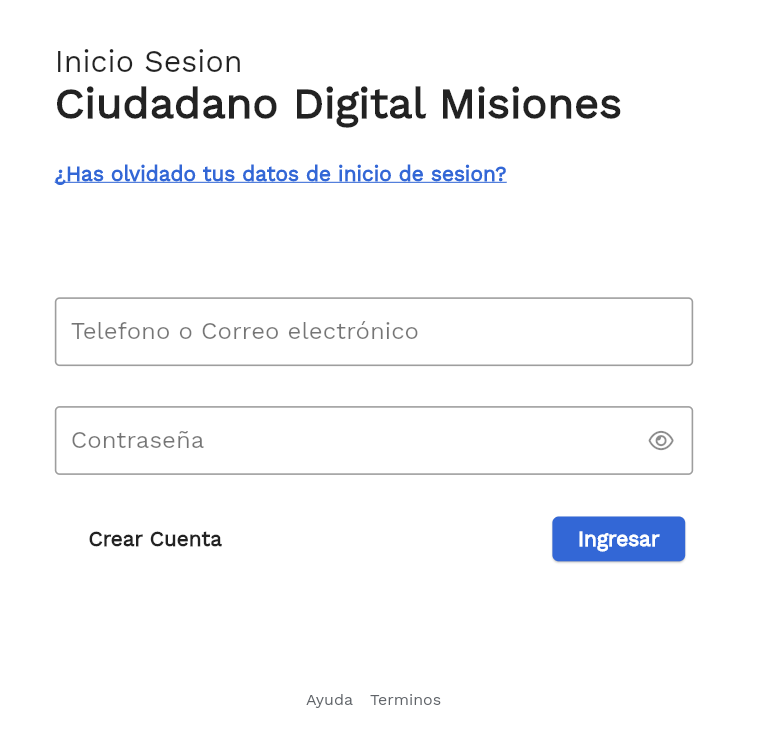 Inicio Sesion
Ciudadano Digital Misiones
¿Has olvidado tus datos de inicio de sesion?
Telefono o Correo electrónico
Contraseña
Crear Cuenta
Ingresar
Ayuda Terminos